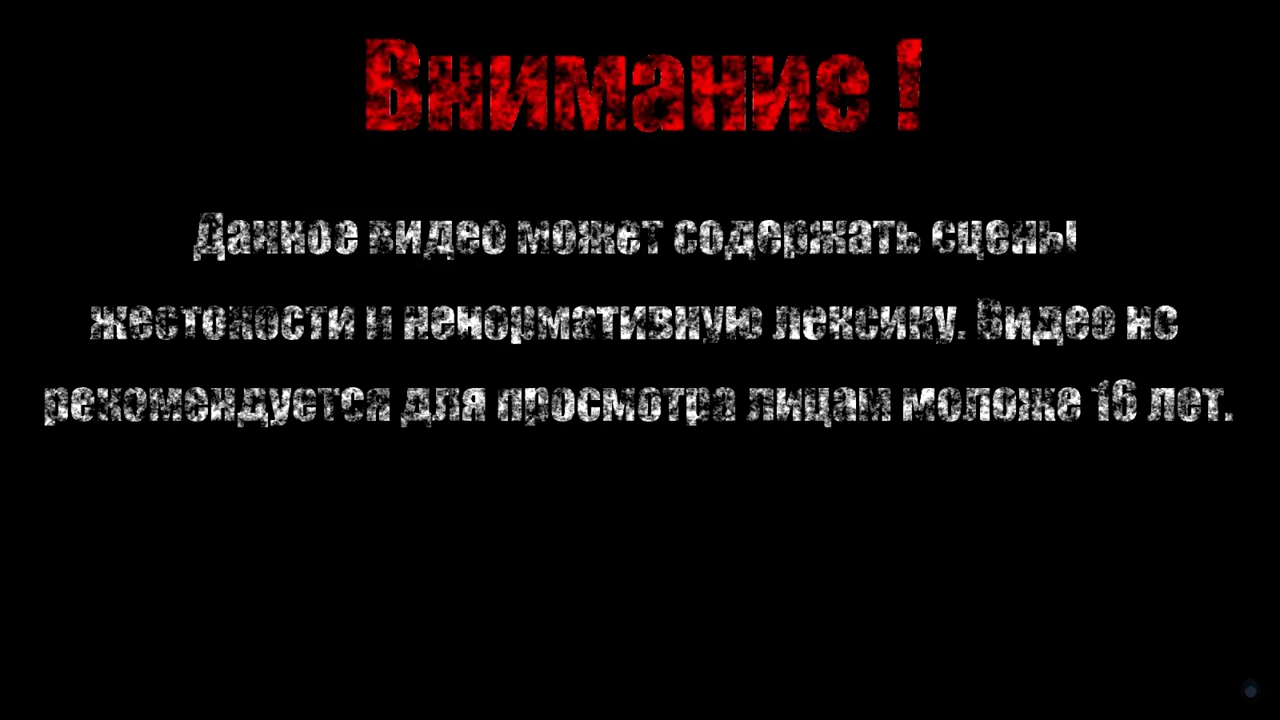 Внимание !
Данное видео может содержать сцены
жестокости и ненормативную лексику. Видео не
рекомендуется для просмотра лицам моложе 16 лет.